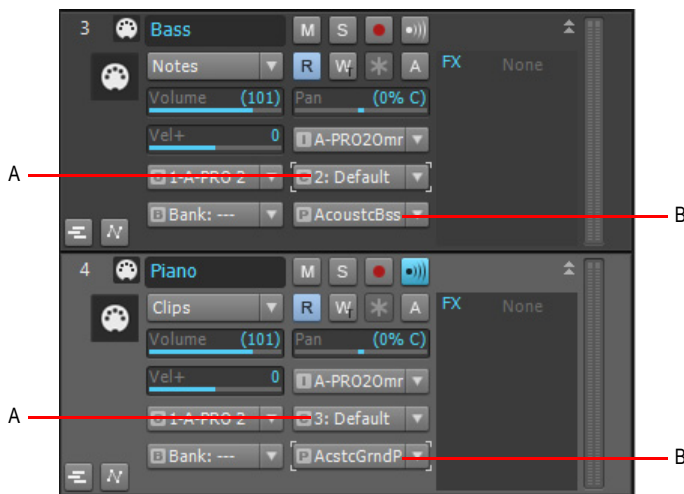 3 Bass M S
Notes R W * A FX None
Volume (101) Pan (0% C)
Vel+ 0 I A-PRO2Omr
A 1-A-PRO 2 C 2: Default
B Bank: --- P AcoustcBss B
4 Piano M S
Clips R W * A FX None
Volume (101) Pan (0% C)
Vel+ 0 I A-PRO2Omr
A 1-A-PRO 2 C 3: Default
B Bank: --- P AcstcGrndP B